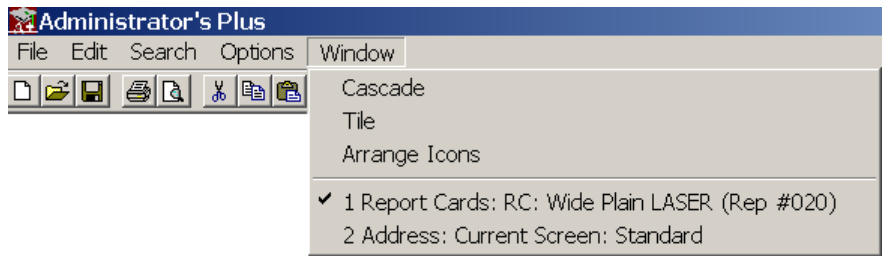 Administrator's Plus
File Edit Search Options Window
Cascade
Tile
Arrange Icons
1 Report Cards: RC: Wide Plain LASER (Rep #020)
2 Address: Current Screen: Standard